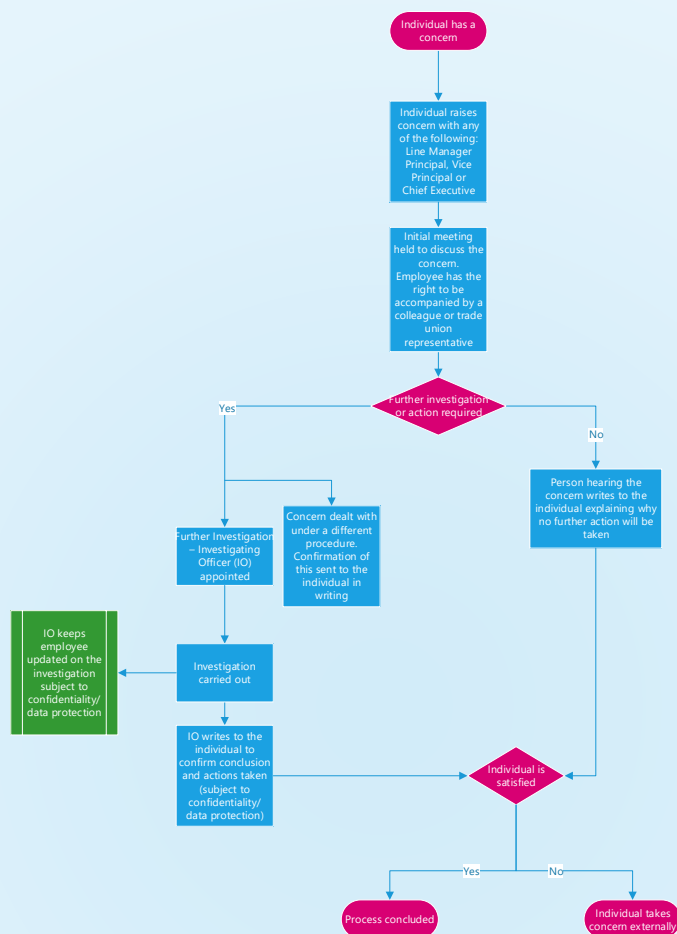 Individual has a
concern
Individual raises
concern with any
of the following:
Line Manager
Principal, Vice
Principal or
Chief Executive
Initial meeting
held to discuss the
concern.
Employee has the
right to be
accompanied by a
colleague or trade
union
representative
Further investigation
or action required
Yes
No
Person hearing the
concern writes to the
individual explaining why
no further action will be
taken
Concern dealt with
under a different
procedure.
Confirmation of
this sent to the
individual in
writing
Further Investigation
– Investigating
Officer (IO)
appointed
IO keeps
employee
updated on the
investigation
subject to
confidentiality/
data protection
Investigation
carried out
IO writes to the
individual to
confirm conclusion
and actions taken
(subject to
confidentiality/
data protection)
Individual is
satisfied
Yes
No
Process concluded
Individual takes
concern externally